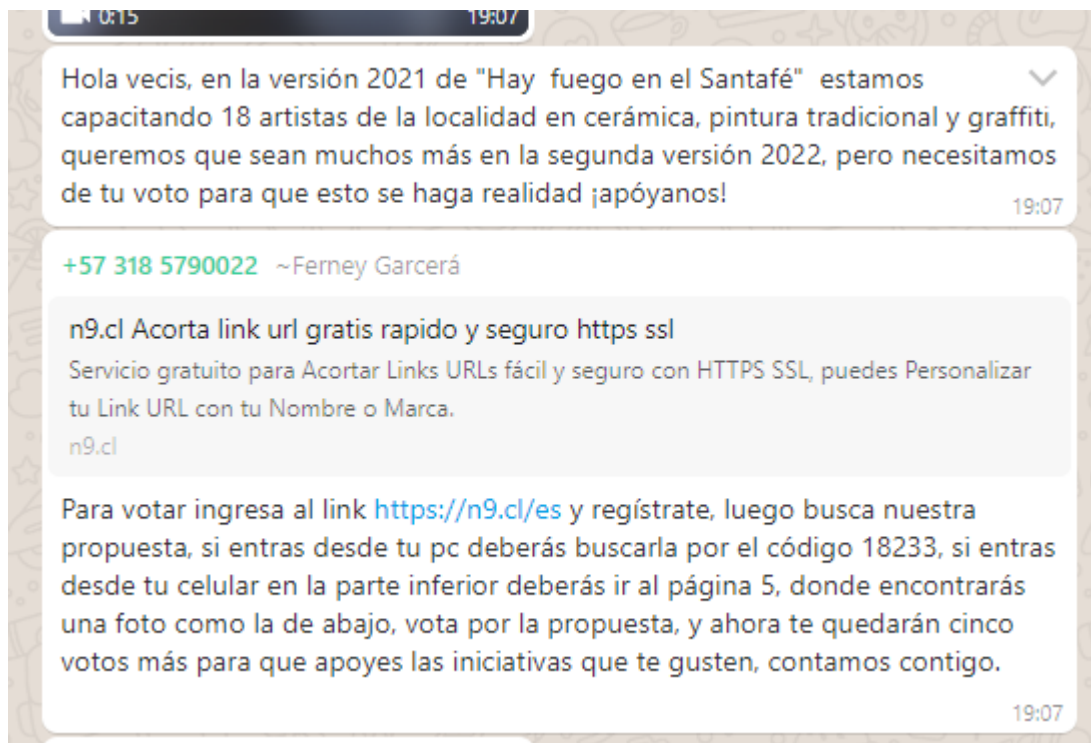 0:15 19:07
Hola vecis, en la versión 2021 de "Hay fuego en el Santafé" estamos
capacitando 18 artistas de la localidad en cerámica, pintura tradicional y graffiti,
queremos que sean muchos más en la segunda versión 2022, pero necesitamos
de tu voto para que esto se haga realidad ¡apóyanos!
19:07
+57 318 5790022 ~Ferney Garcerá
n9.cl Acorta link url gratis rapido y seguro https ssl
Servicio gratuito para Acortar Links URLs fácil y seguro con HTTPS SSL, puedes Personalizar
tu Link URL con tu Nombre o Marca.
n9.cl
Para votar ingresa al link https://n9.cl/es y regístrate, luego busca nuestra
propuesta, si entras desde tu pc deberás buscarla por el código 18233, si entras
desde tu celular en la parte inferior deberás ir al página 5, donde encontrarás
una foto como la de abajo, vota por la propuesta, y ahora te quedarán cinco
votos más para que apoyes las iniciativas que te gusten, contamos contigo.
19:07